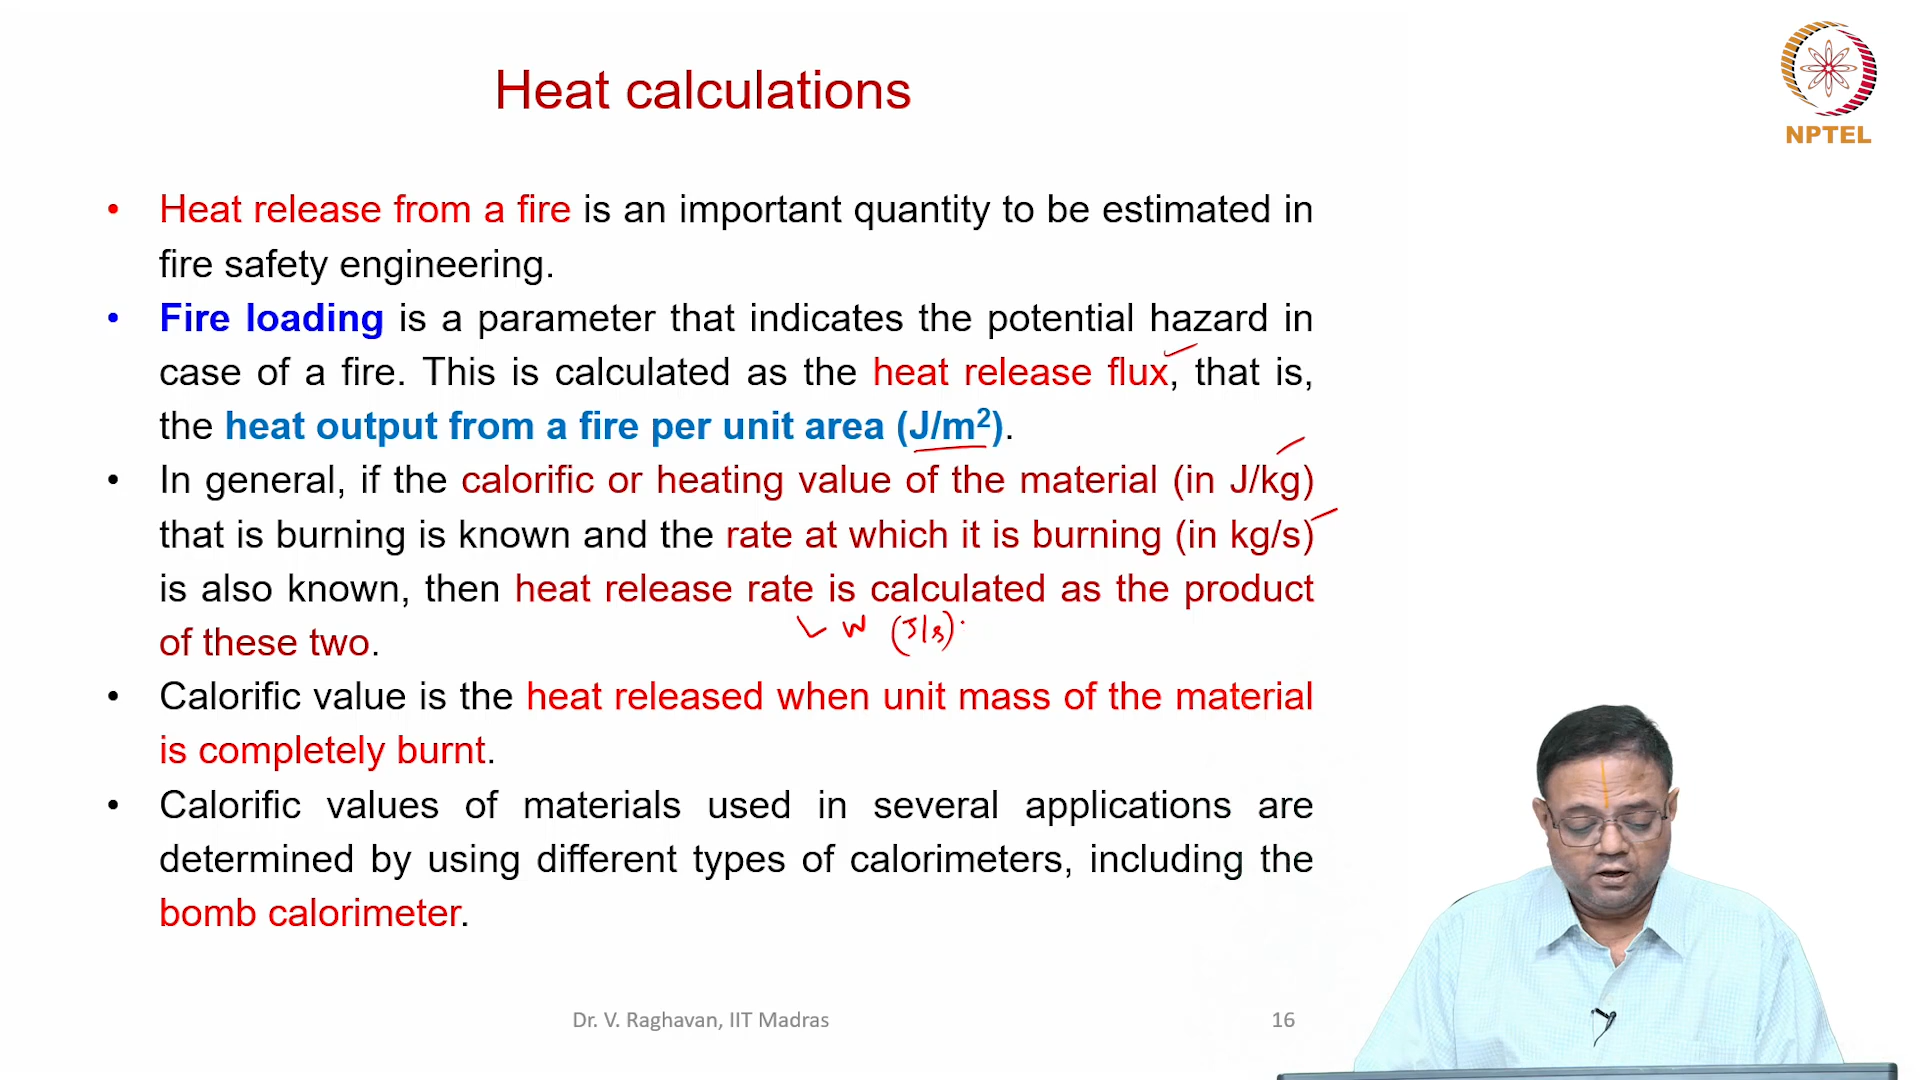 Heat calculations
NPTEL
• Heat release from a fire is an important quantity to be estimated in
fire safety engineering.
• Fire loading is a parameter that indicates the potential hazard in
case of a fire. This is calculated as the heat release flux, that is,
the heat output from a fire per unit area (J/m²).
• In general, if the calorific or heating value of the material (in J/kg)
that is burning is known and the rate at which it is burning (in kg/s)
is also known, then heat release rate is calculated as the product
of these two.
W (J/s).
• Calorific value is the heat released when unit mass of the material
is completely burnt.
• Calorific values of materials used in several applications are
determined by using different types of calorimeters, including the
bomb calorimeter.
Dr. V. Raghavan, IIT Madras
16